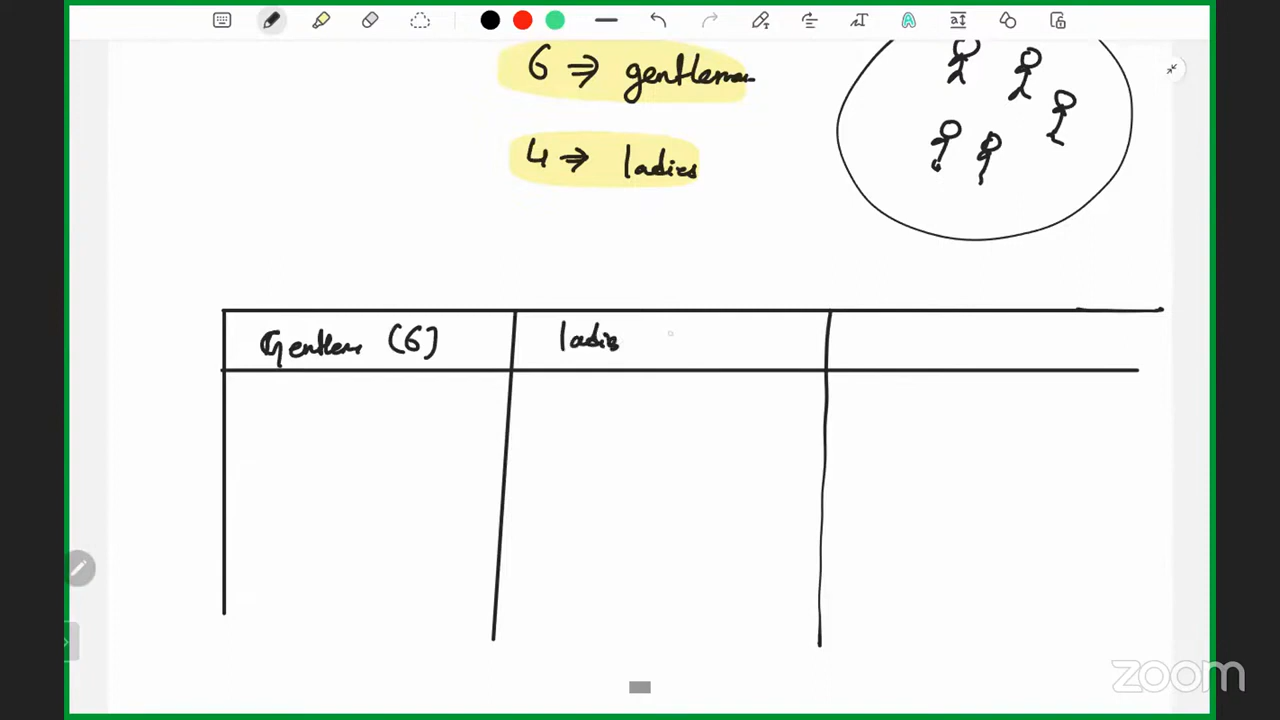 6 ⇒ gentleman
4 ⇒ ladies
Gentlem (6) ladis
zoom